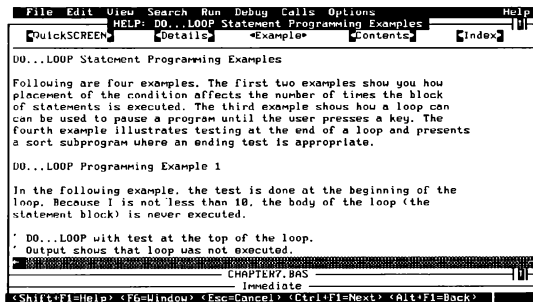 File Edit View Search Run Debug Calls Options Help
HELP: DO...LOOP Statement Programming Examples
QuickSCREEN Details Example Contents Index
DO...LOOP Statement Programming Examples
Following are four examples. The first two examples show you how
placement of the condition affects the number of times the block
of statements is executed. The third example shows how a loop can
can be used to pause a program until the user presses a key. The
fourth example illustrates testing at the end of a loop and presents
a sort subprogram where an ending test is appropriate.
DO...LOOP Programming Example 1
In the following example, the test is done at the beginning of the
loop. Because I is not less than 10, the body of the loop (the
statement block) is never executed.
' DO...LOOP with test at the top of the loop.
' Output shows that loop was not executed.
CHAPTER7.BAS
Immediate
<Shift+F1=Help> <F6=Window> <Esc=Cancel> <Ctrl+F1=Next> <Alt+F1=Back>